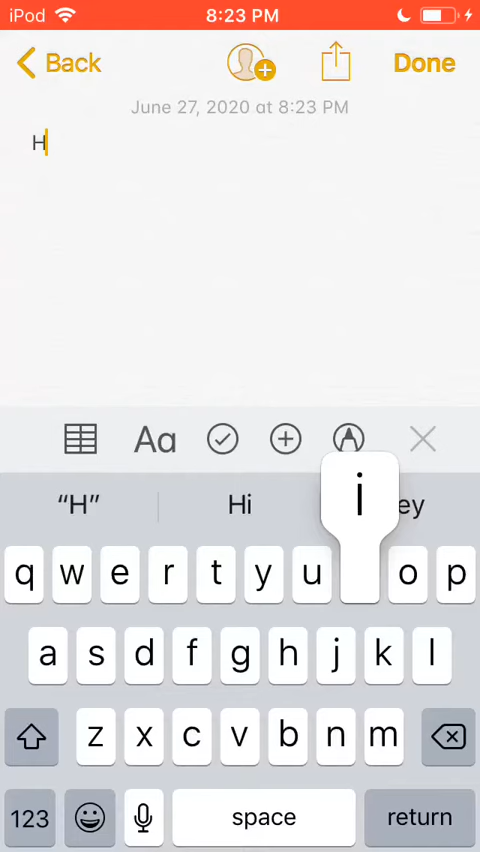 iPod 8:23 PM
Back Done
June 27, 2020 at 8:23 PM
H
Aa
“H” Hi ey
i
q w e r t y u o p
a s d f g h j k l
z x c v b n m
123 space return